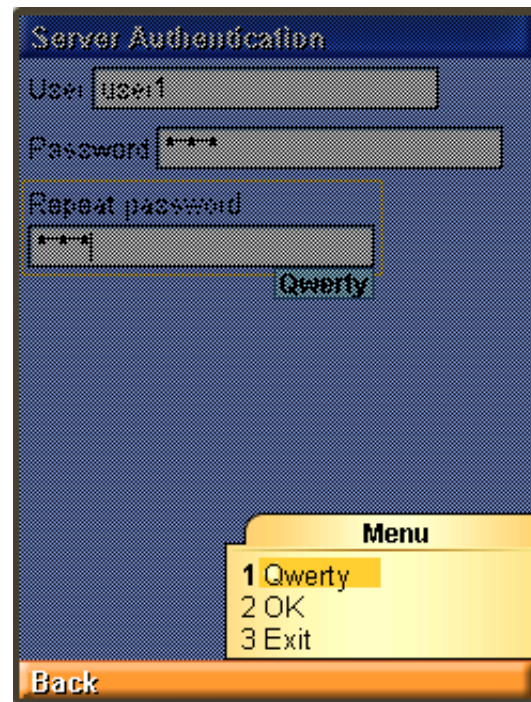 Server Authentication
User user1
Password ***
Repeat password
***
Qwerty
Menu
1 Qwerty
2 OK
3 Exit
Back